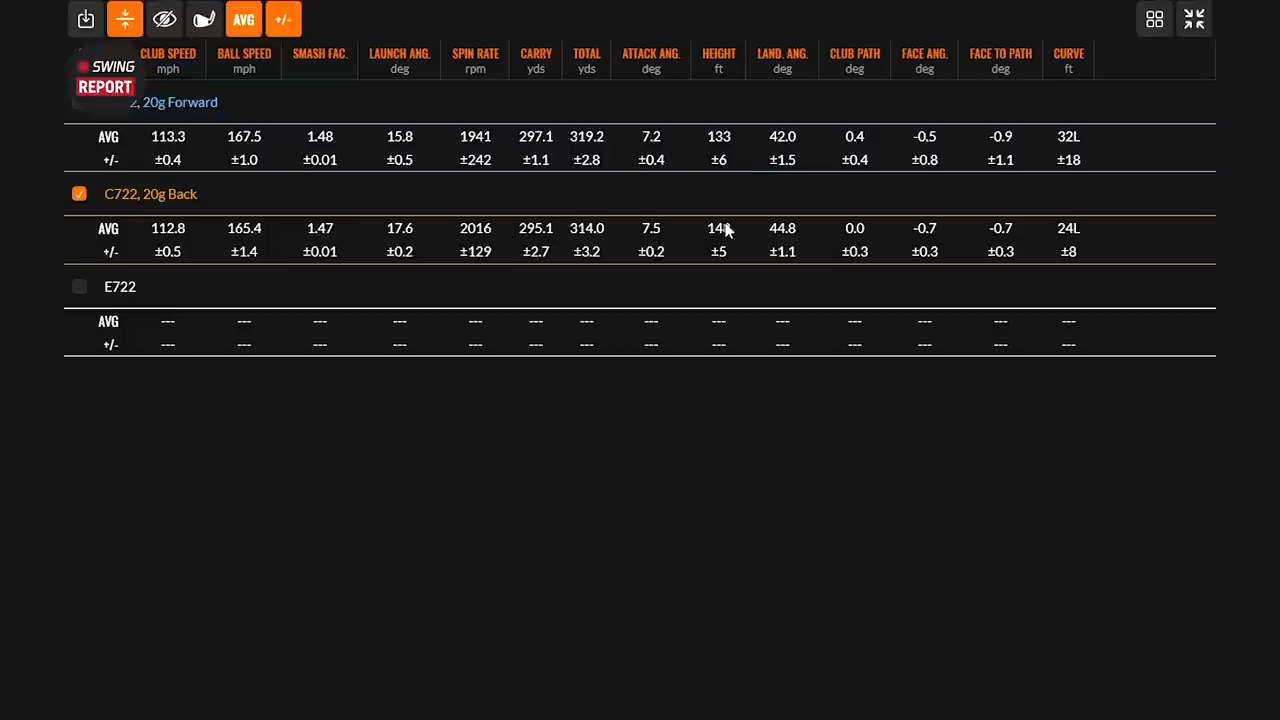 AVG +/-
CLUB SPEED BALL SPEED SMASH FAC. LAUNCH ANG. SPIN RATE CARRY TOTAL ATTACK ANG. HEIGHT LAND. ANG. CLUB PATH FACE ANG. FACE TO PATH CURVE
mph mph deg rpm yds yds deg ft deg deg deg deg ft
SWING
REPORT
2, 20g Forward
AVG 113.3 167.5 1.48 15.8 1941 297.1 319.2 7.2 133 42.0 0.4 -0.5 -0.9 32L
+/- ±0.4 ±1.0 ±0.01 ±0.5 ±242 ±1.1 ±2.8 ±0.4 ±6 ±1.5 ±0.4 ±0.8 ±1.1 ±18
C722, 20g Back
AVG 112.8 165.4 1.47 17.6 2016 295.1 314.0 7.5 44.8 0.0 -0.7 -0.7 24L
+/- ±0.5 ±1.4 ±0.01 ±0.2 ±129 ±2.7 ±3.2 ±0.2 ±5 ±1.1 ±0.3 ±0.3 ±0.3 ±8
E722
AVG --- --- --- --- --- --- --- --- --- --- --- --- --- ---
+/- --- --- --- --- --- --- --- --- --- --- --- --- --- ---